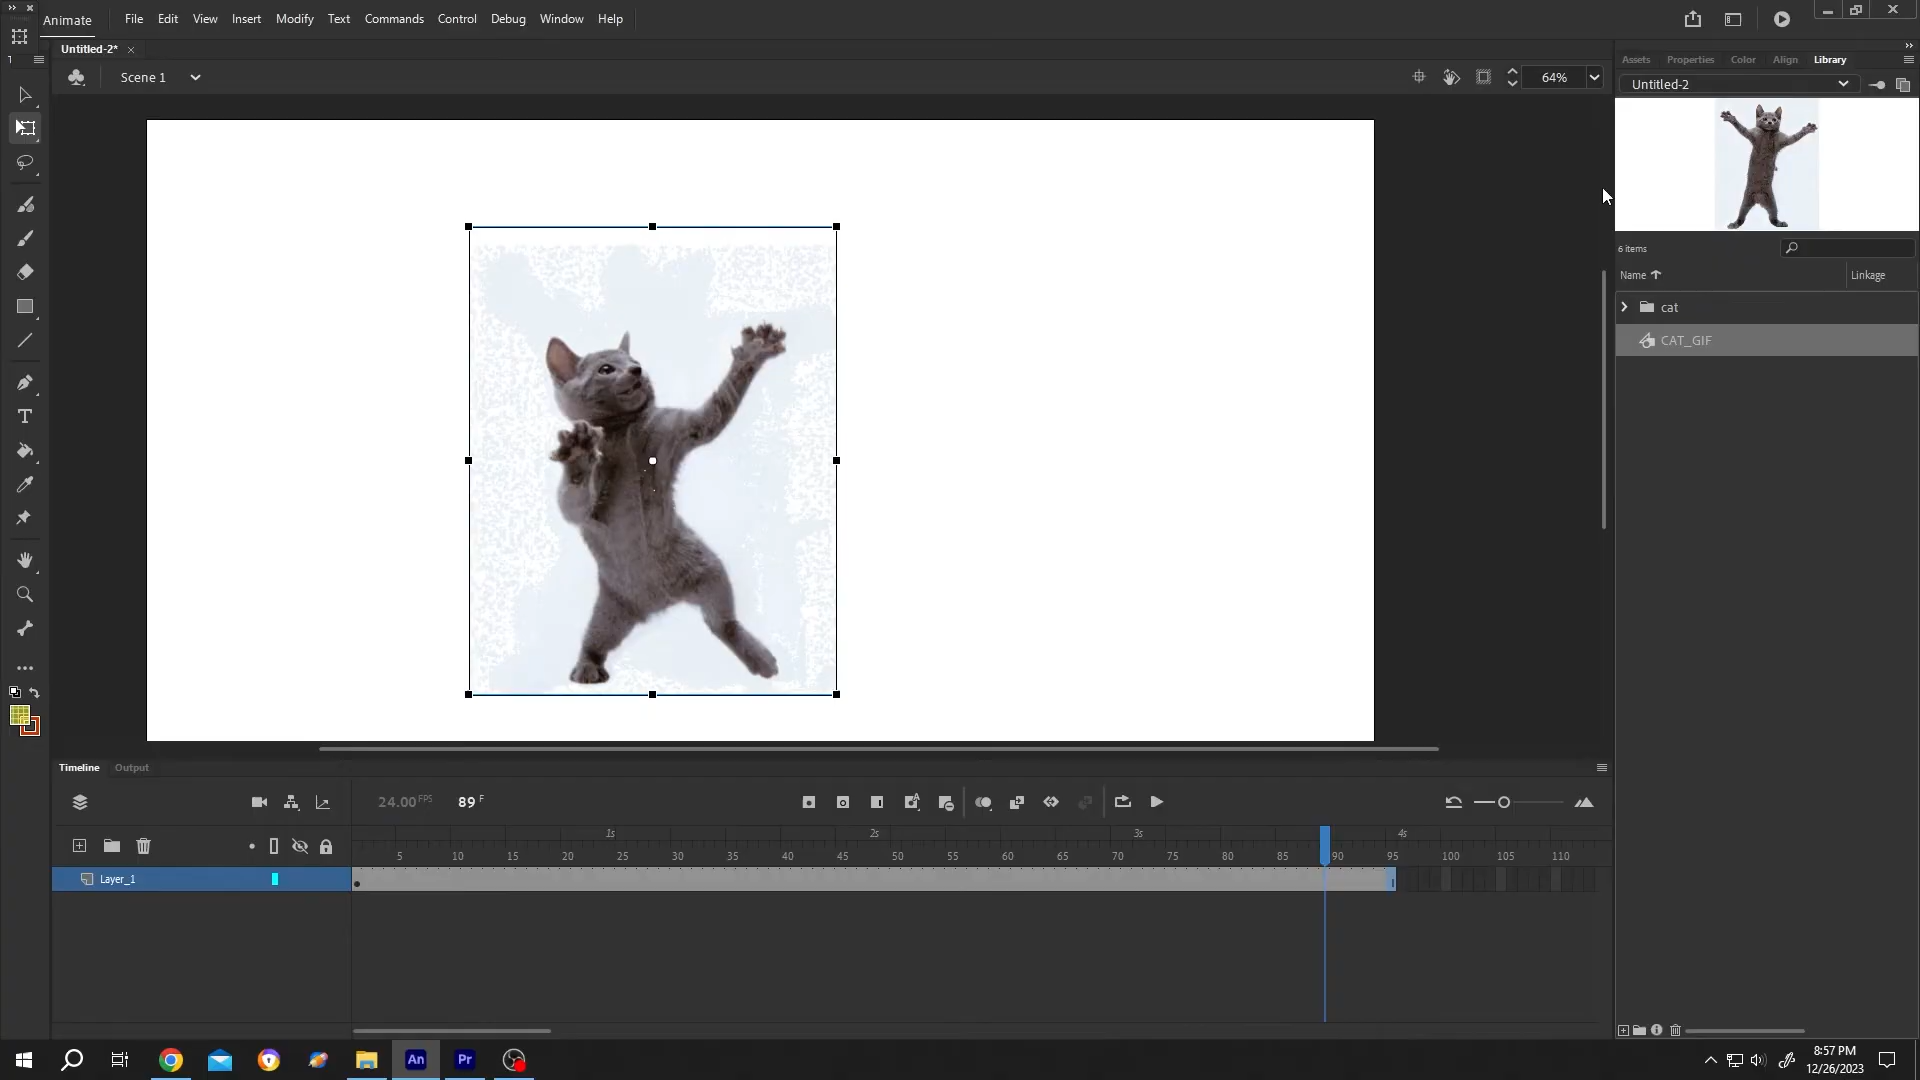 Animate File Edit View Insert Modify Text Commands Control Debug Window Help
Untitled-2*
Scene 1 64%
Assets Properties Color Align Library
Untitled-2
6 items
Name Linkage
cat
CAT_GIF
Timeline Output
24.00 FPS 89 F
1s 2s 3s 4s
5 10 15 20 25 30 35 40 45 50 55 60 65 70 75 80 85 90 95 100 105 110
Layer_1
An Pr
8:57 PM
12/26/2023